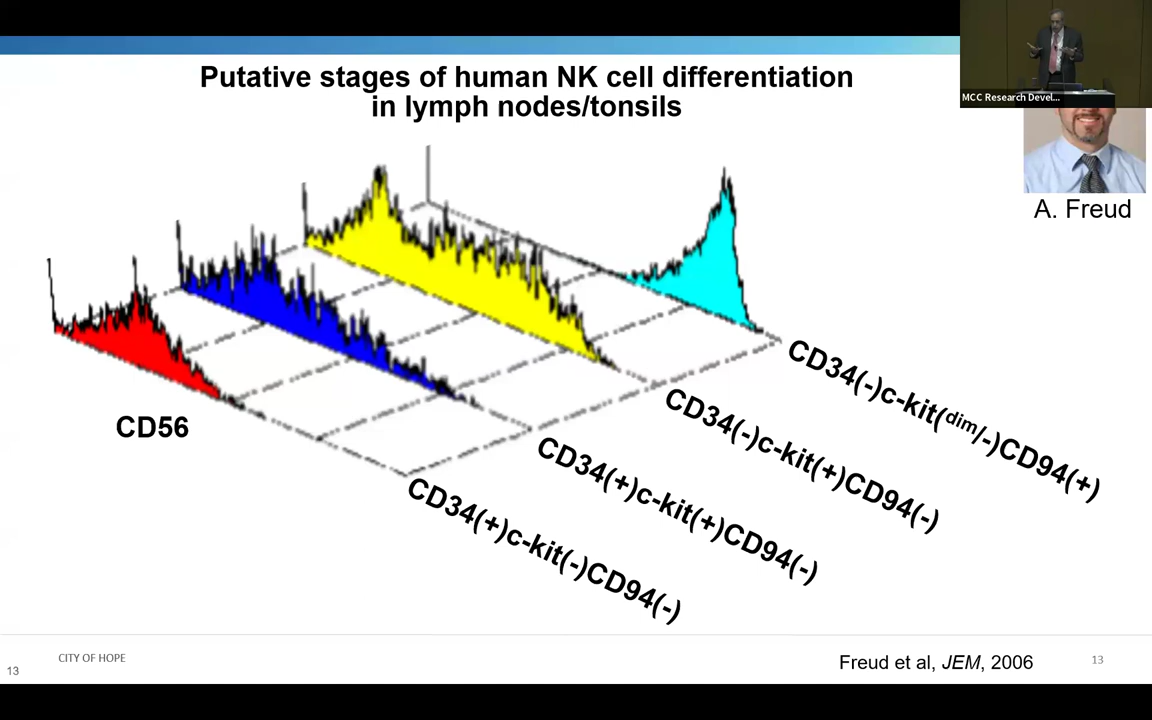 Putative stages of human NK cell differentiation
in lymph nodes/tonsils
MCC Research Devel...
A. Freud
CD56
CD34(-)c-kit(dim/-)CD94(+)
CD34(-)c-kit(+)CD94(-)
CD34(+)c-kit(+)CD94(-)
CD34(+)c-kit(-)CD94(-)
13
CITY OF HOPE
Freud et al, JEM, 2006
13